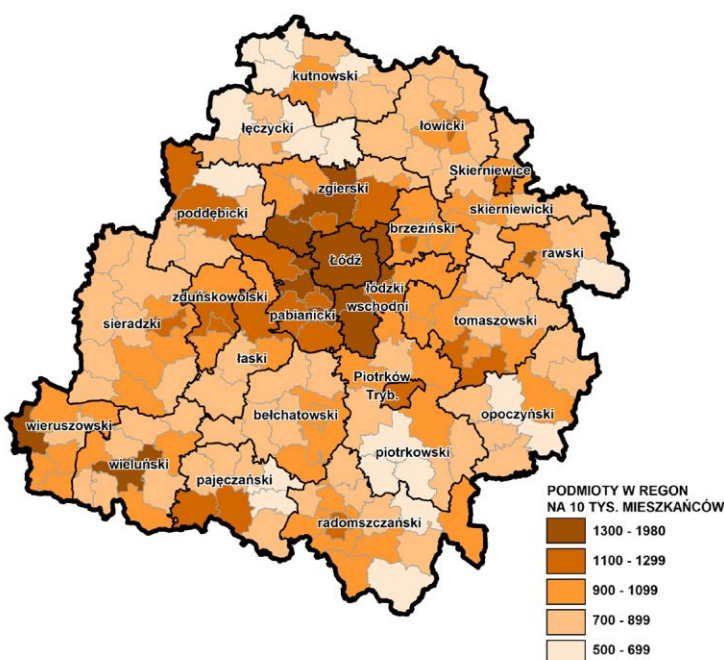 kutnowski
łęczycki
łowicki
Skierniewice
zgierski
poddębicki
skierniewicki
brzeziński
rawski
Łódź
łódzki
wschodni
zduńskowolski
sieradzki
pabianicki
tomaszowski
łaski
Piotrków
Tryb.
bełchatowski
opoczyński
wieruszowski
piotrkowski
wieluński
pajęczański
radomszczański
PODMIOTY W REGON
NA 10 TYS. MIESZKAŃCÓW
1300 - 1980
1100 - 1299
900 - 1099
700 - 899
500 - 699